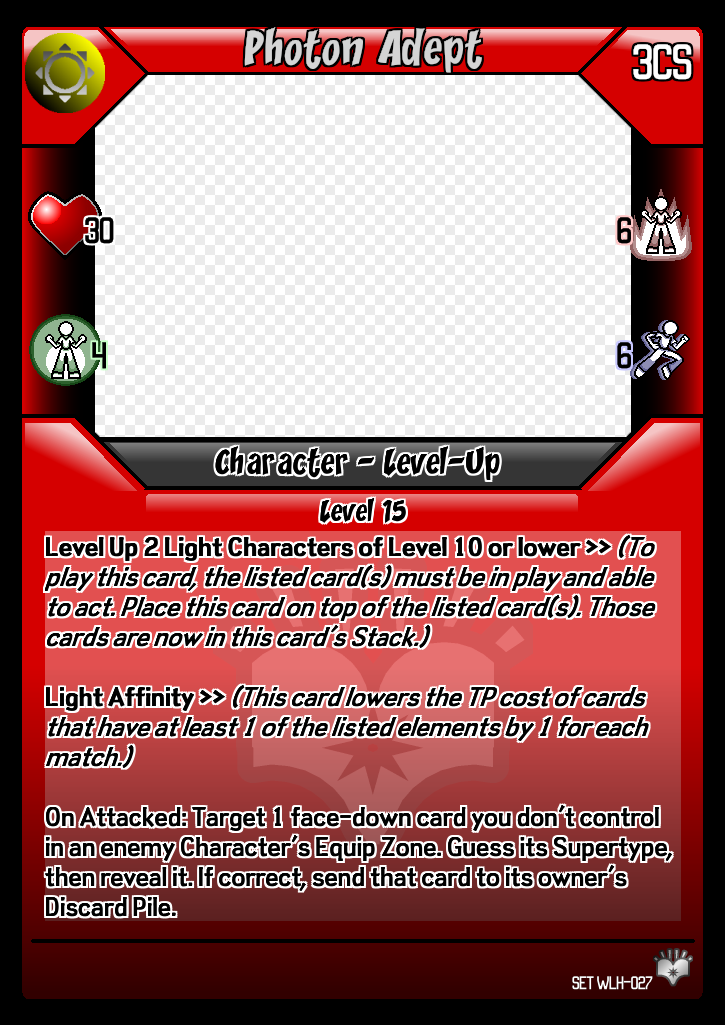 Photon Adept
3CS
30
6
4
6
Character - Level-Up
Level 15
Level Up 2 Light Characters of Level 10 or lower >> (To
play this card, the listed card(s) must be in play and able
to act. Place this card on top of the listed card(s). Those
cards are now in this card's Stack.)
Light Affinity >> (This card lowers the TP cost of cards
that have at least 1 of the listed elements by 1 for each
match.)
On Attacked: Target 1 face-down card you don't control
in an enemy Character's Equip Zone. Guess its Supertype,
then reveal it. If correct, send that card to its owner's
Discard Pile.
SET WLH-027